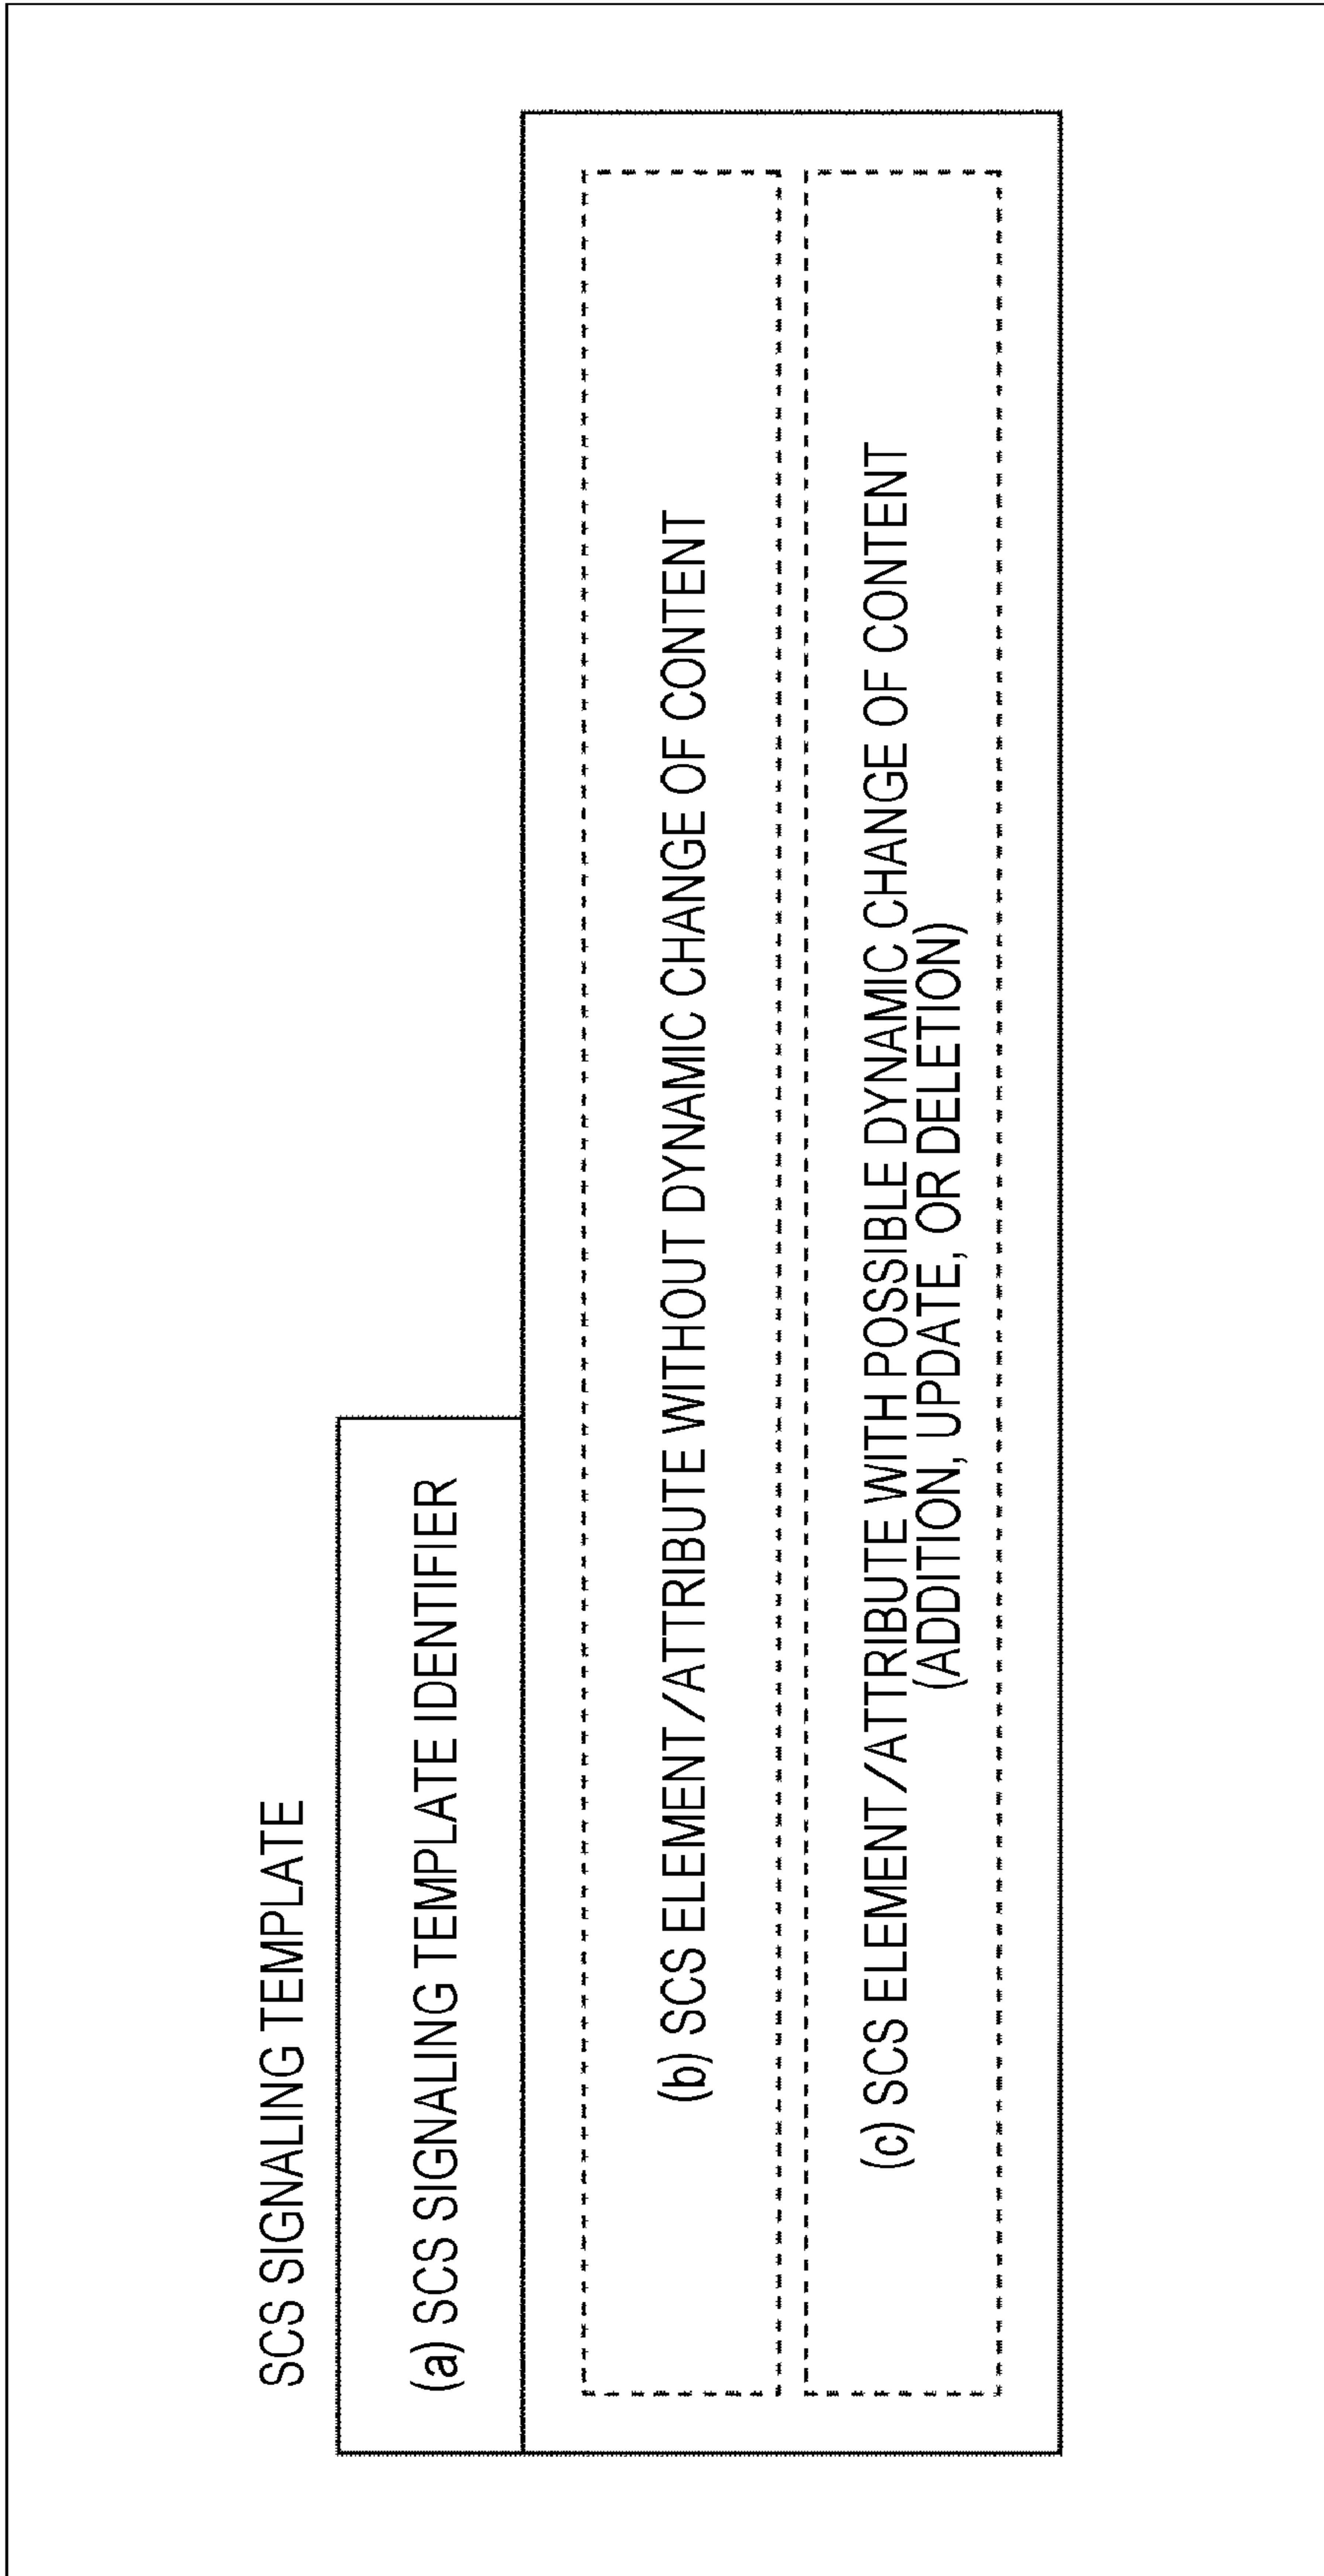 SCS SIGNALING TEMPLATE
(a) SCS SIGNALING TEMPLATE IDENTIFIER
(b) SCS ELEMENT/ATTRIBUTE WITHOUT DYNAMIC CHANGE OF CONTENT
(c) SCS ELEMENT/ATTRIBUTE WITH POSSIBLE DYNAMIC CHANGE OF CONTENT
(ADDITION, UPDATE, OR DELETION)